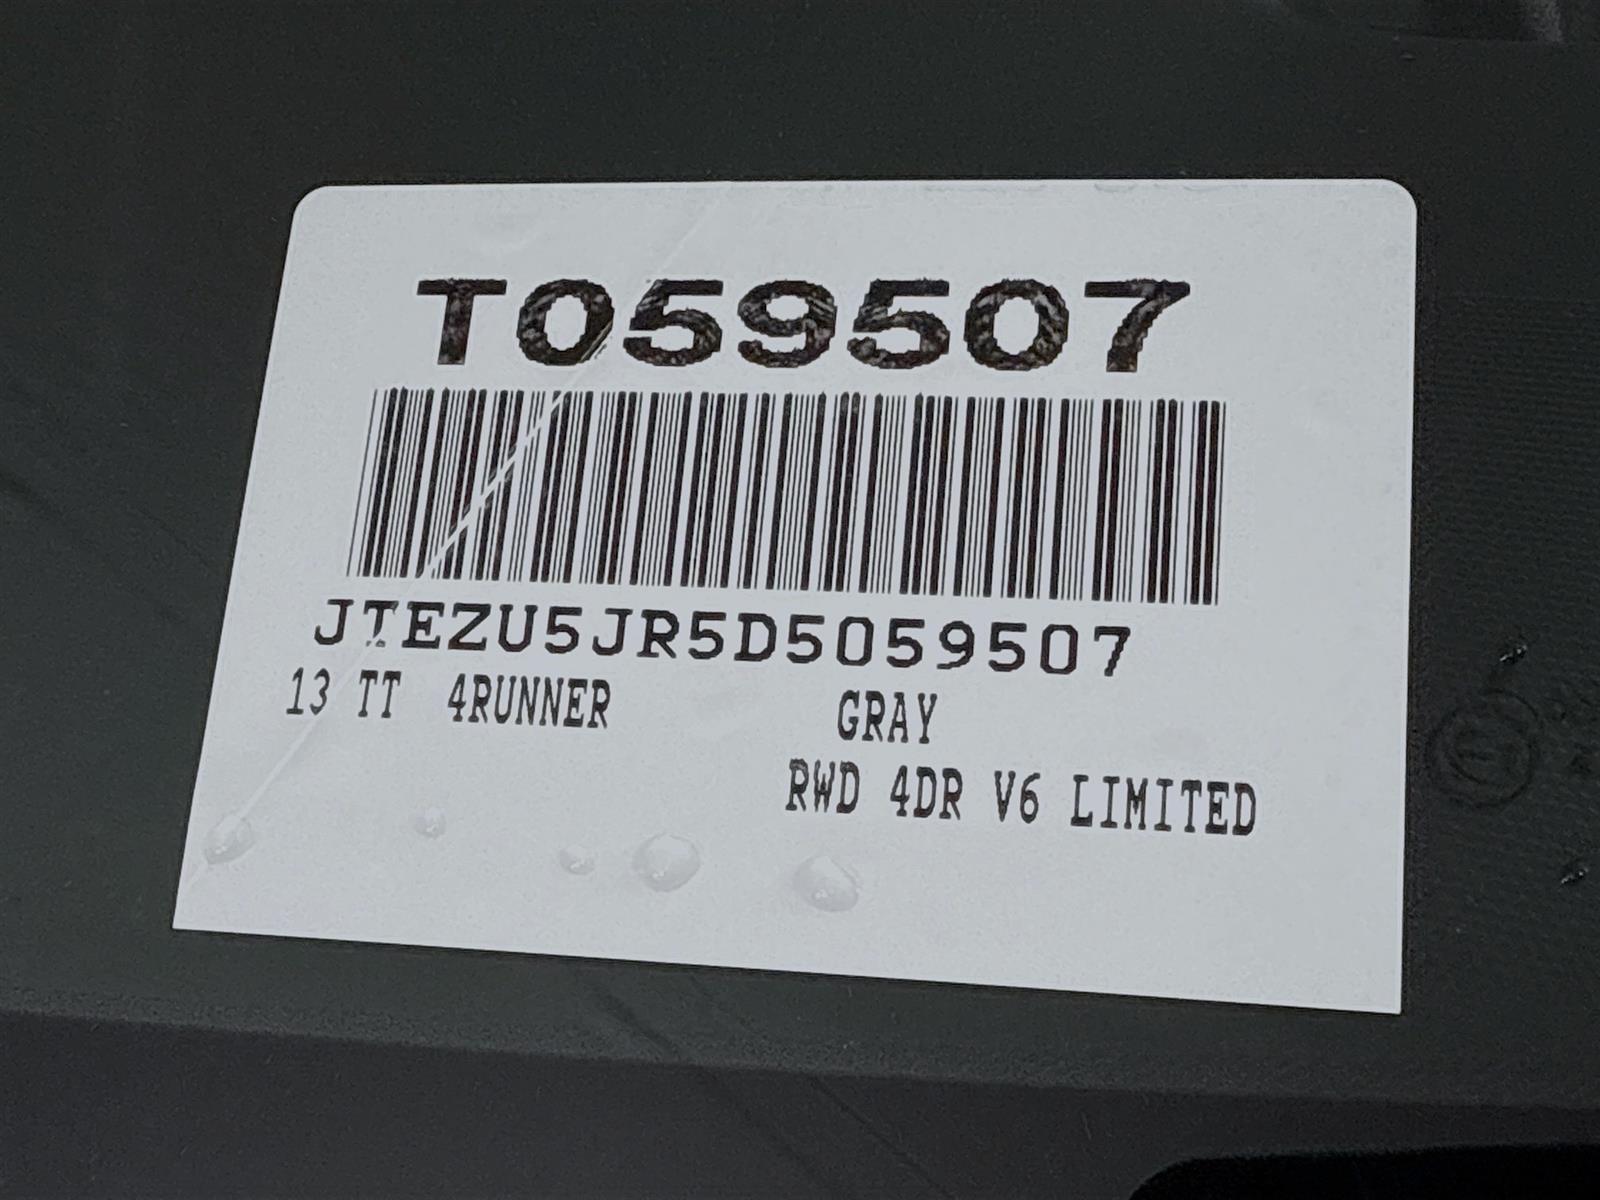 T059507
JTEZU5JR5D5059507
13 TT 4RUNNER GRAY
RWD 4DR V6 LIMITED